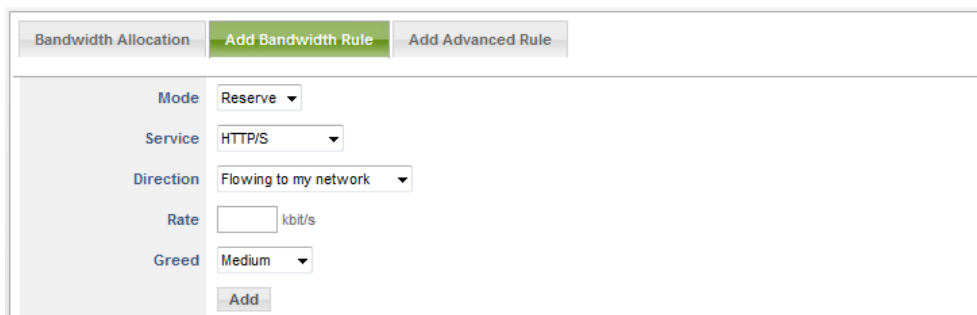 Bandwidth Allocation Add Bandwidth Rule Add Advanced Rule
Mode Reserve
Service HTTP/S
Direction Flowing to my network
Rate kbit/s
Greed Medium
Add